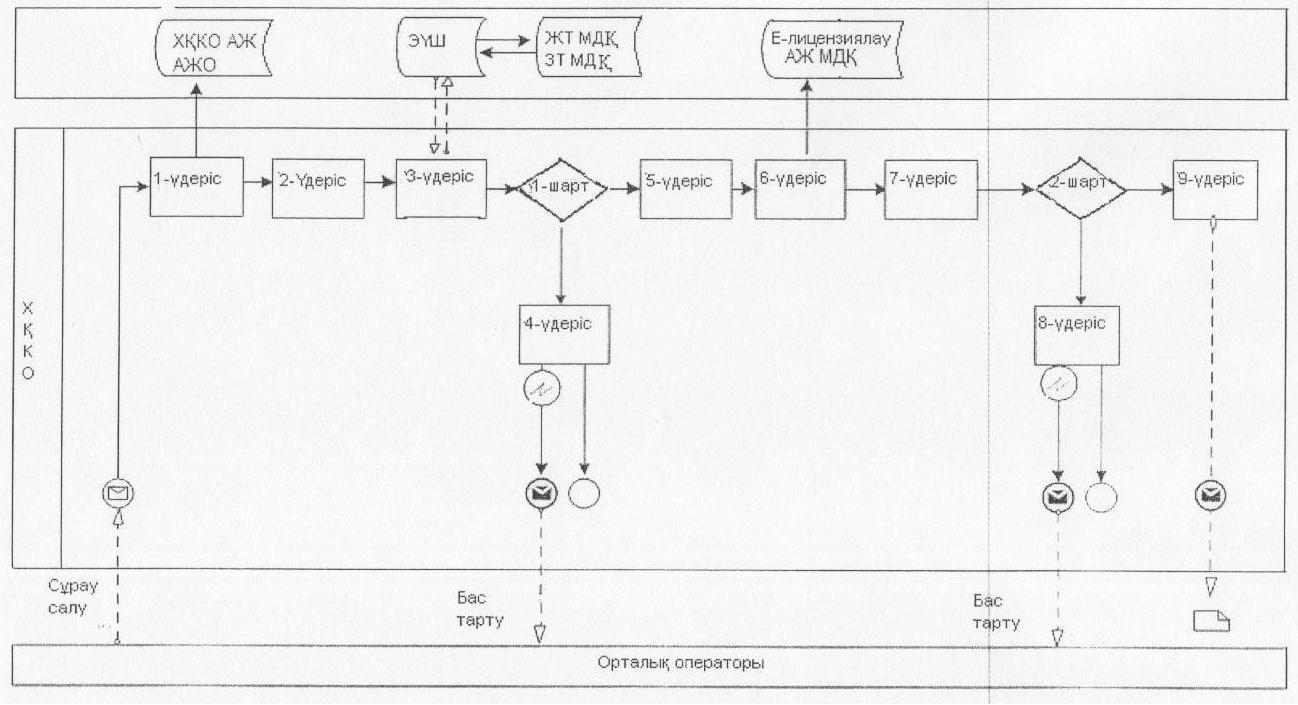 ХҚКО АЖ
АЖО
ЭҮШ
ЖТ МДҚ
ЗТ МДҚ
Е-лицензиялау
АЖ МДҚ
1-үдеріс
2-Үдеріс
3-үдеріс
1-шарт
5-үдеріс
6-үдеріс
7-үдеріс
2-шарт
9-үдеріс
4-үдеріс
8-үдеріс
Х
Қ
К
О
Сұрау
салу
Бас
тарту
Бас
тарту
Орталық операторы